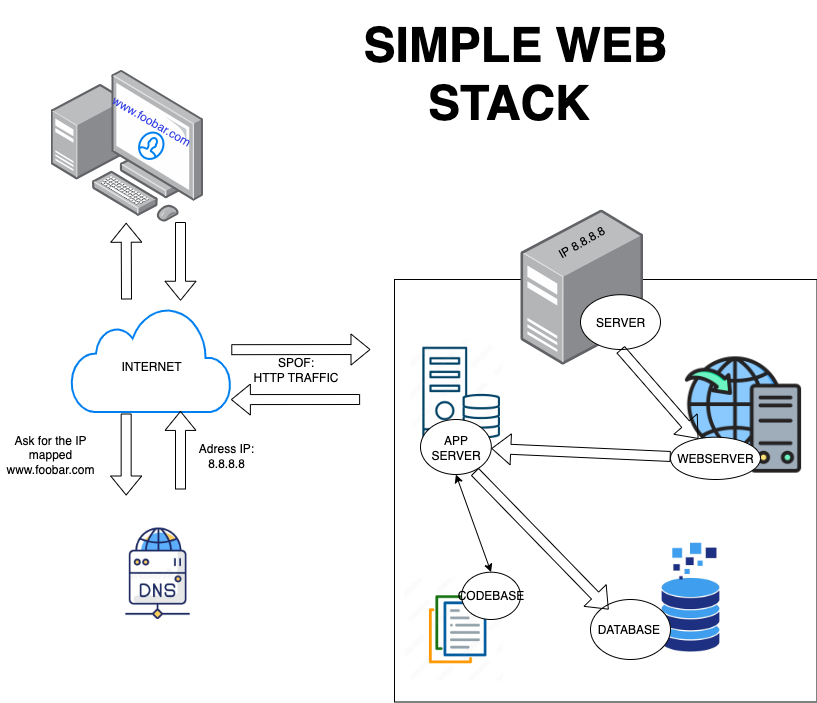 SIMPLE WEB
STACK
www.foobar.com
IP 8.8.8.8
SERVER
INTERNET
SPOF:
HTTP TRAFFIC
APP
SERVER
WEBSERVER
Ask for the IP
mapped
www.foobar.com
Adress IP:
8.8.8.8
DNS
CODEBASE
DATABASE